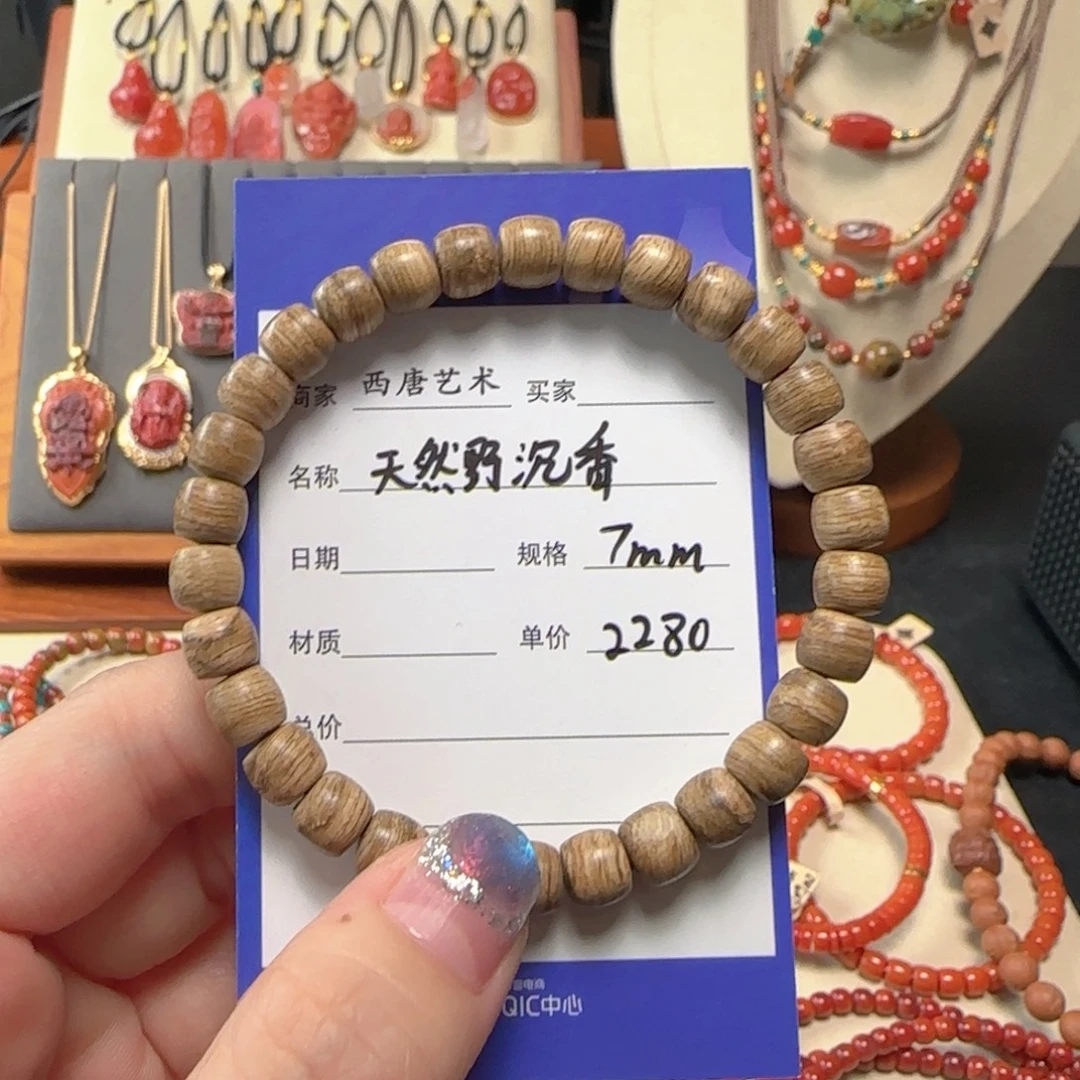 商家 西唐艺术 买家
名称 天然野沉香
日期 规格 7mm
材质 单价 2280
总价
QIC中心